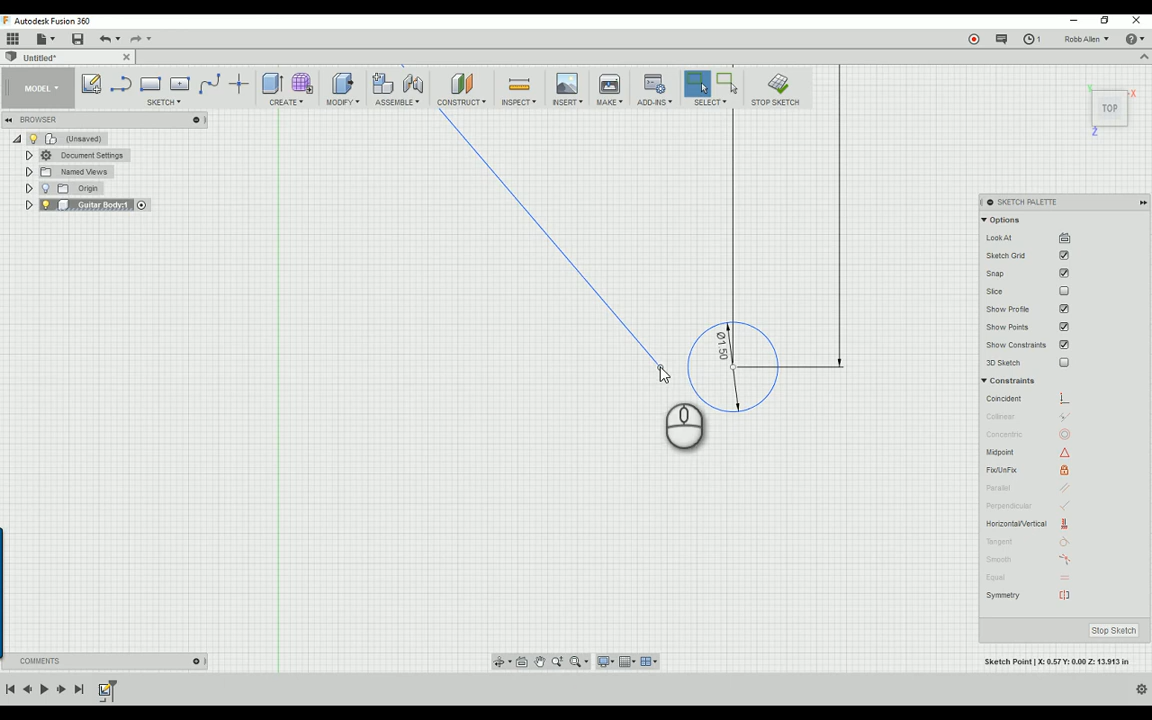 Autodesk Fusion 360
1
Robb Allen
Untitled*
MODEL
SKETCH
CREATE
MODIFY
ASSEMBLE
CONSTRUCT
INSPECT
INSERT
MAKE
ADD-INS
SELECT
STOP SKETCH
BROWSER
(Unsaved)
Document Settings
Named Views
Origin
Guitar Body:1
TOP
X
Z
Ø1.50
SKETCH PALETTE
Options
Look At
Sketch Grid
Snap
Slice
Show Profile
Show Points
Show Constraints
3D Sketch
Constraints
Coincident
Collinear
Concentric
Midpoint
Fix/UnFix
Parallel
Perpendicular
Horizontal/Vertical
Tangent
Smooth
Equal
Symmetry
Stop Sketch
COMMENTS
Sketch Point | X: 0.57 Y: 0.00 Z: 13.913 in